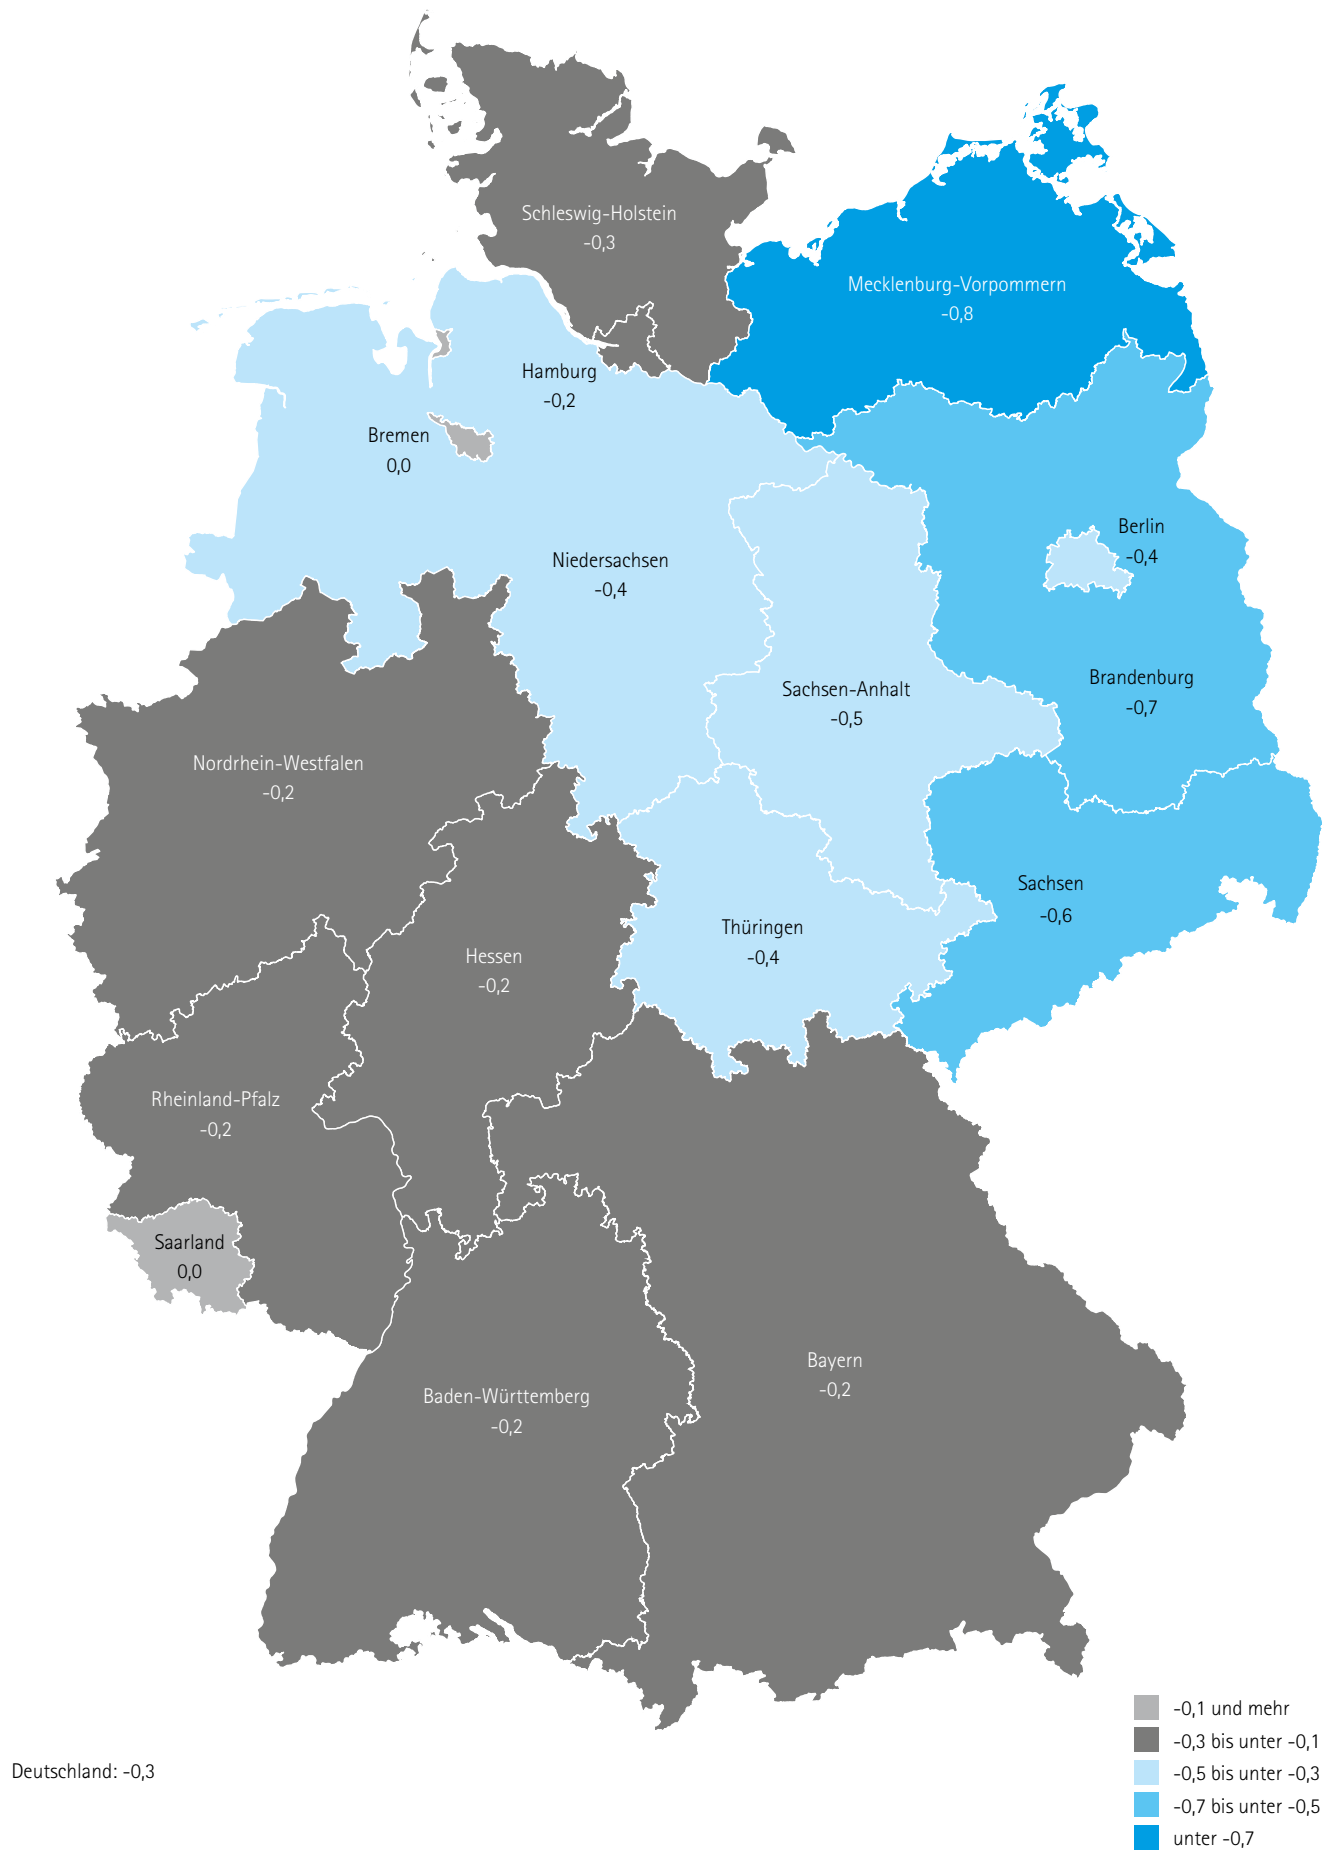 Schleswig-Holstein
-0,3
Mecklenburg-Vorpommern
-0,8
Hamburg
-0,2
Bremen
0,0
Berlin
-0,4
Niedersachsen
-0,4
Brandenburg
-0,7
Sachsen-Anhalt
-0,5
Nordrhein-Westfalen
-0,2
Sachsen
-0,6
Thüringen
-0,4
Hessen
-0,2
Rheinland-Pfalz
-0,2
Saarland
0,0
Bayern
-0,2
Baden-Württemberg
-0,2
-0,1 und mehr
-0,3 bis unter -0,1
-0,5 bis unter -0,3
-0,7 bis unter -0,5
unter -0,7
Deutschland: -0,3